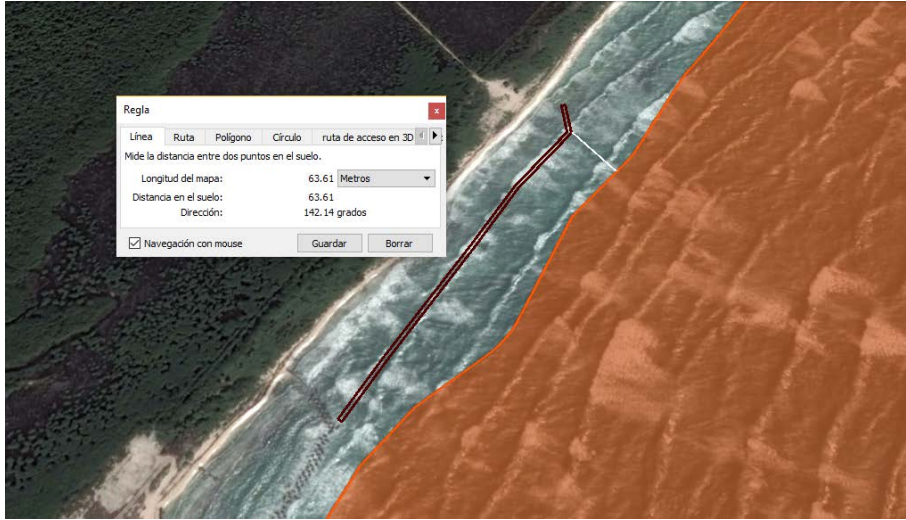 Regla
x
Línea Ruta Polígono Círculo ruta de acceso en 3D
Mide la distancia entre dos puntos en el suelo.
Longitud del mapa: 63.61 Metros
Distancia en el suelo: 63.61
Dirección: 142.14 grados
Navegación con mouse Guardar Borrar